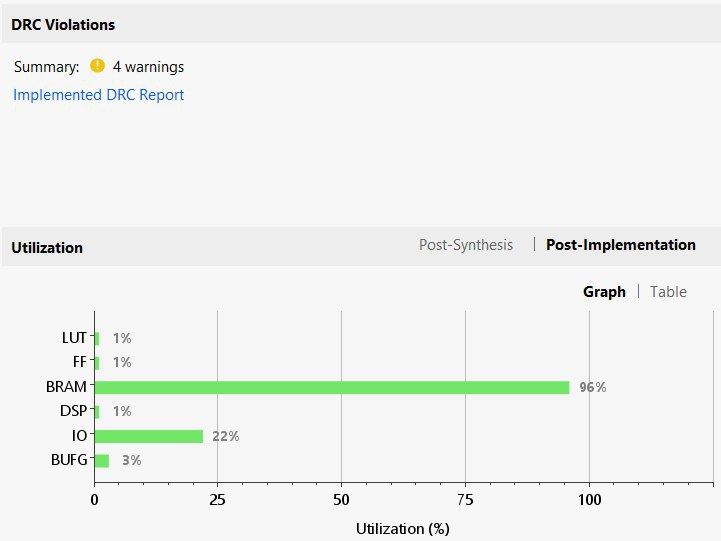 DRC Violations
Summary: 4 warnings
Implemented DRC Report
Utilization Post-Synthesis | Post-Implementation
Graph | Table
LUT 1%
FF 1%
BRAM 96%
DSP 1%
IO 22%
BUFG 3%
0 25 50 75 100
Utilization (%)